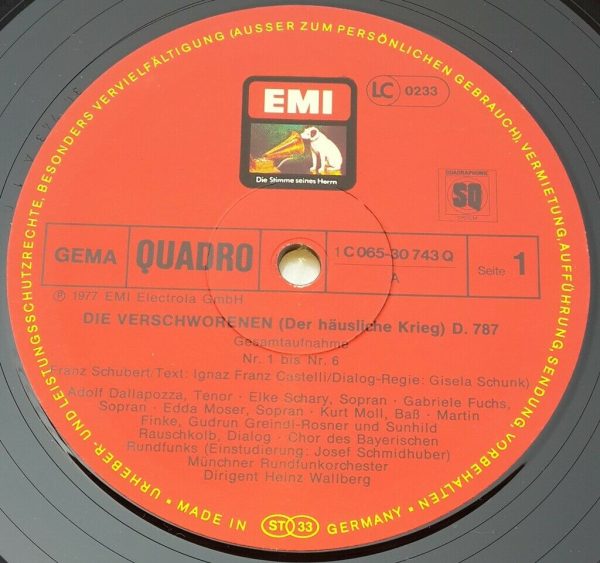 URHEBER- UND LEISTUNGSSCHUTZRECHTE, BESONDERS VERVIELFÄLTIGUNG (AUSSER ZUM PERSÖNLICHEN GEBRAUCH), VERMIETUNG, AUFFÜHRUNG, SENDUNG, VORBEHALTEN
EMI
LC 0233
Die Stimme seines Herrn
QUADRAPHONIC
SQ
GEMA
QUADRO
1 C 065-30 743 Q
A
Seite 1
℗ 1977 EMI Electrola GmbH
DIE VERSCHWORENEN (Der häusliche Krieg) D. 787
Gesamtaufnahme
Nr. 1 bis Nr. 6
(Franz Schubert/Text: Ignaz Franz Castelli/Dialog-Regie: Gisela Schunk)
Adolf Dallapozza, Tenor · Elke Schary, Sopran · Gabriele Fuchs,
Sopran · Edda Moser, Sopran · Kurt Moll, Baß · Martin
Finke, Gudrun Greindl-Rosner und Sunhild
Rauschkolb, Dialog · Chor des Bayerischen
Rundfunks (Einstudierung: Josef Schmidhuber)
Münchner Rundfunkorchester
Dirigent Heinz Wallberg
· MADE IN ST 33 GERMANY ·